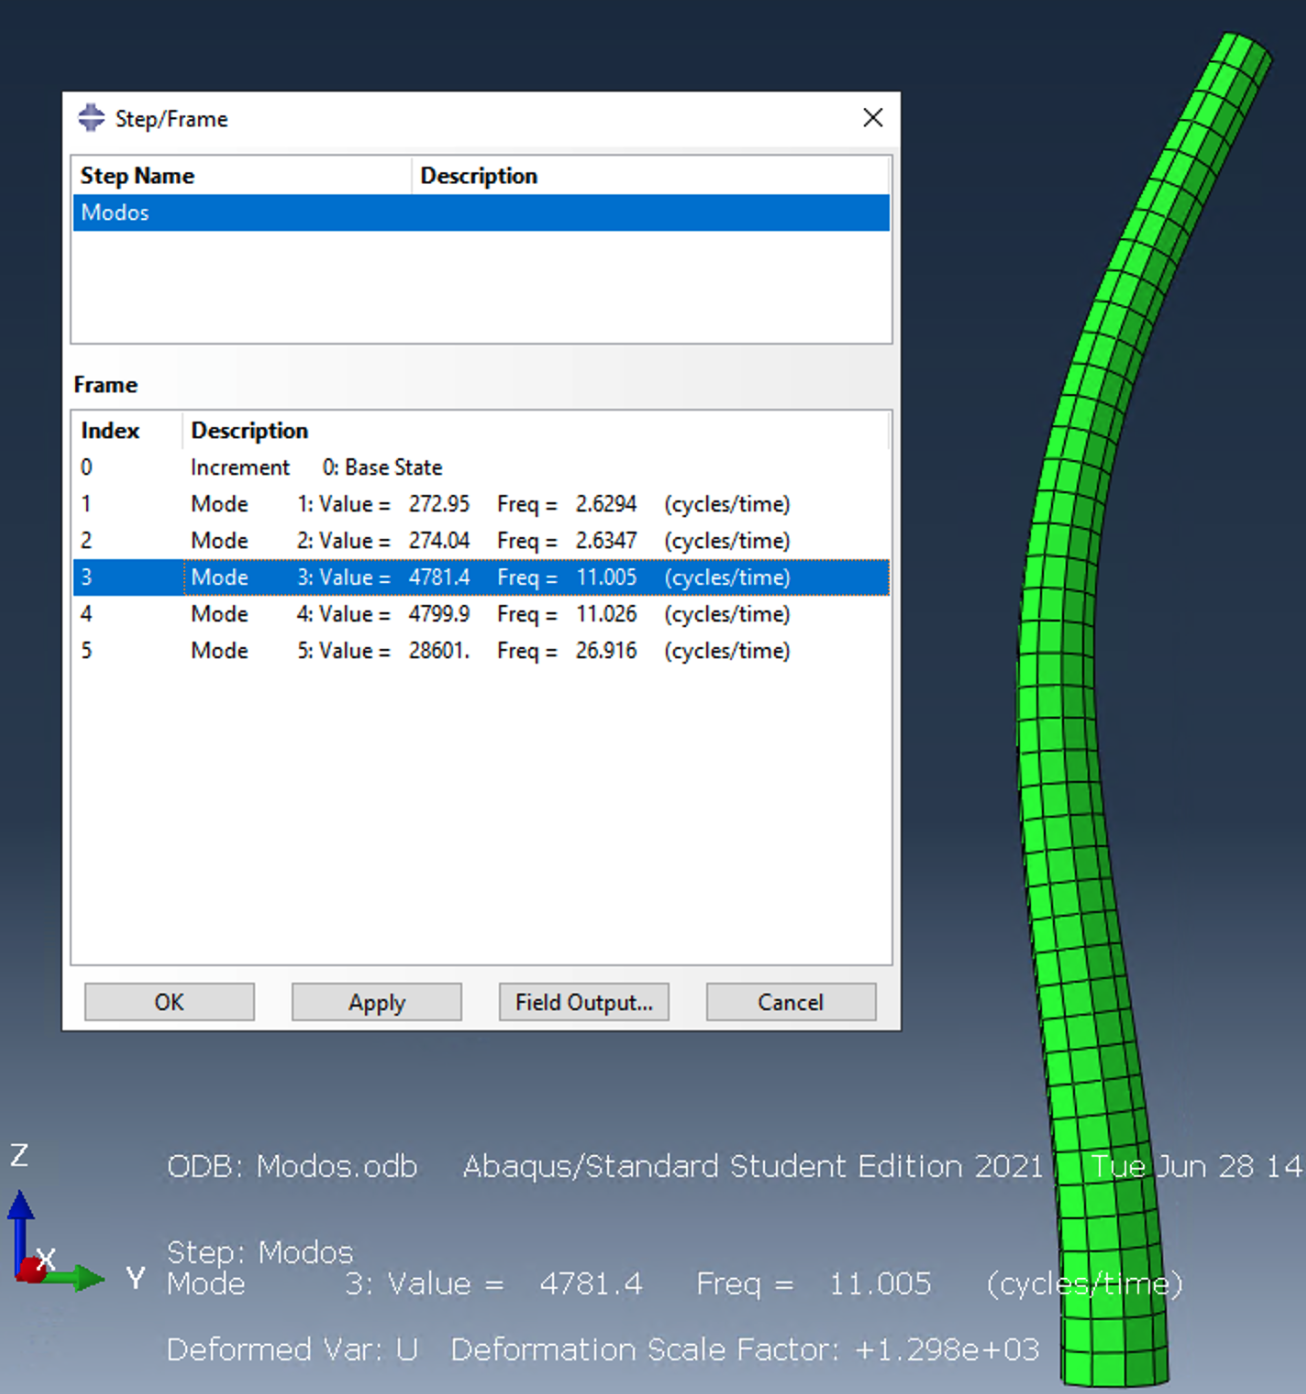 Step/Frame
Step Name Description
Modos
Frame
Index Description
0 Increment 0: Base State
1 Mode 1: Value = 272.95 Freq = 2.6294 (cycles/time)
2 Mode 2: Value = 274.04 Freq = 2.6347 (cycles/time)
3 Mode 3: Value = 4781.4 Freq = 11.005 (cycles/time)
4 Mode 4: Value = 4799.9 Freq = 11.026 (cycles/time)
5 Mode 5: Value = 28601. Freq = 26.916 (cycles/time)
OK Apply Field Output... Cancel
Z
X
Y
ODB: Modos.odb Abaqus/Standard Student Edition 2021 Tue Jun 28 14
Step: Modos
Mode 3: Value = 4781.4 Freq = 11.005 (cycles/time)
Deformed Var: U Deformation Scale Factor: +1.298e+03